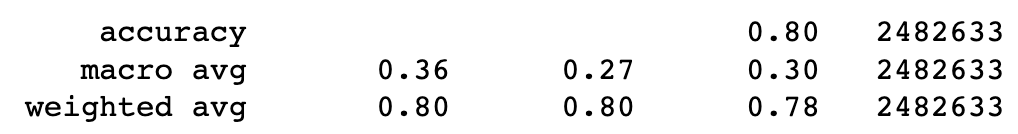 accuracy 0.80 2482633
macro avg 0.36 0.27 0.30 2482633
weighted avg 0.80 0.80 0.78 2482633